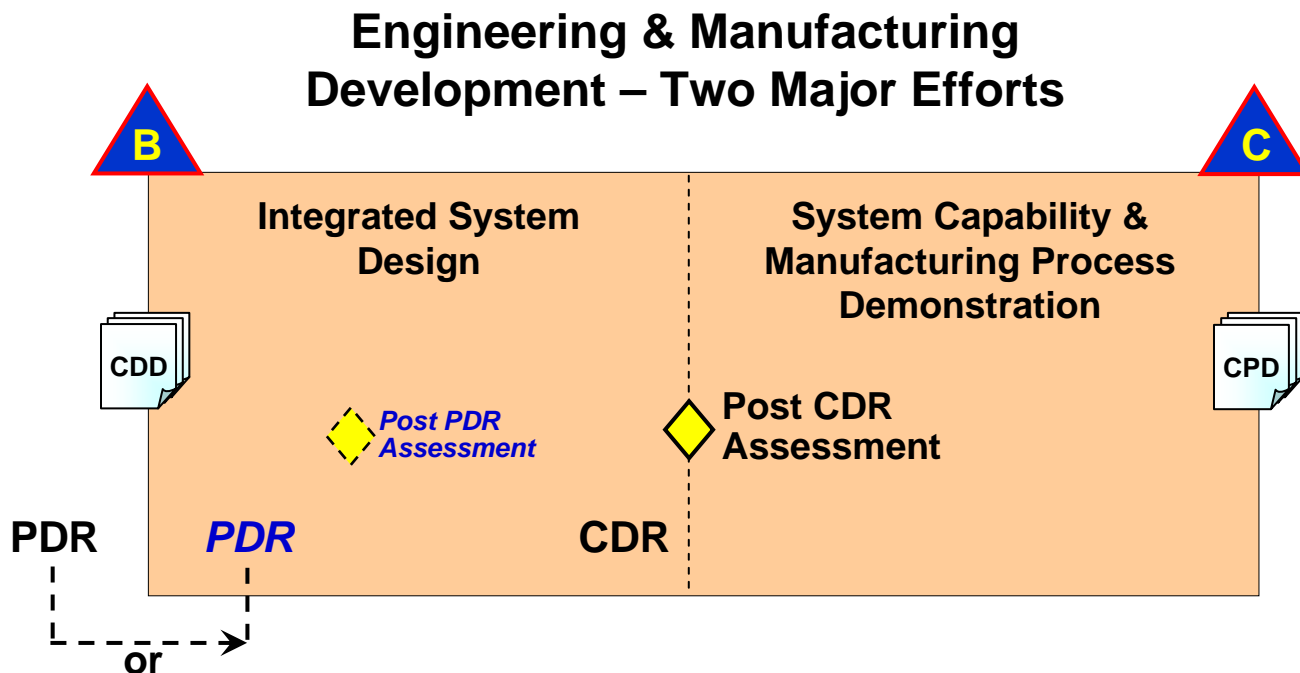 Engineering & Manufacturing
Development – Two Major Efforts
B
C
Integrated System
Design
System Capability &
Manufacturing Process
Demonstration
CDD
CPD
Post PDR
Assessment
Post CDR
Assessment
PDR
PDR
CDR
or